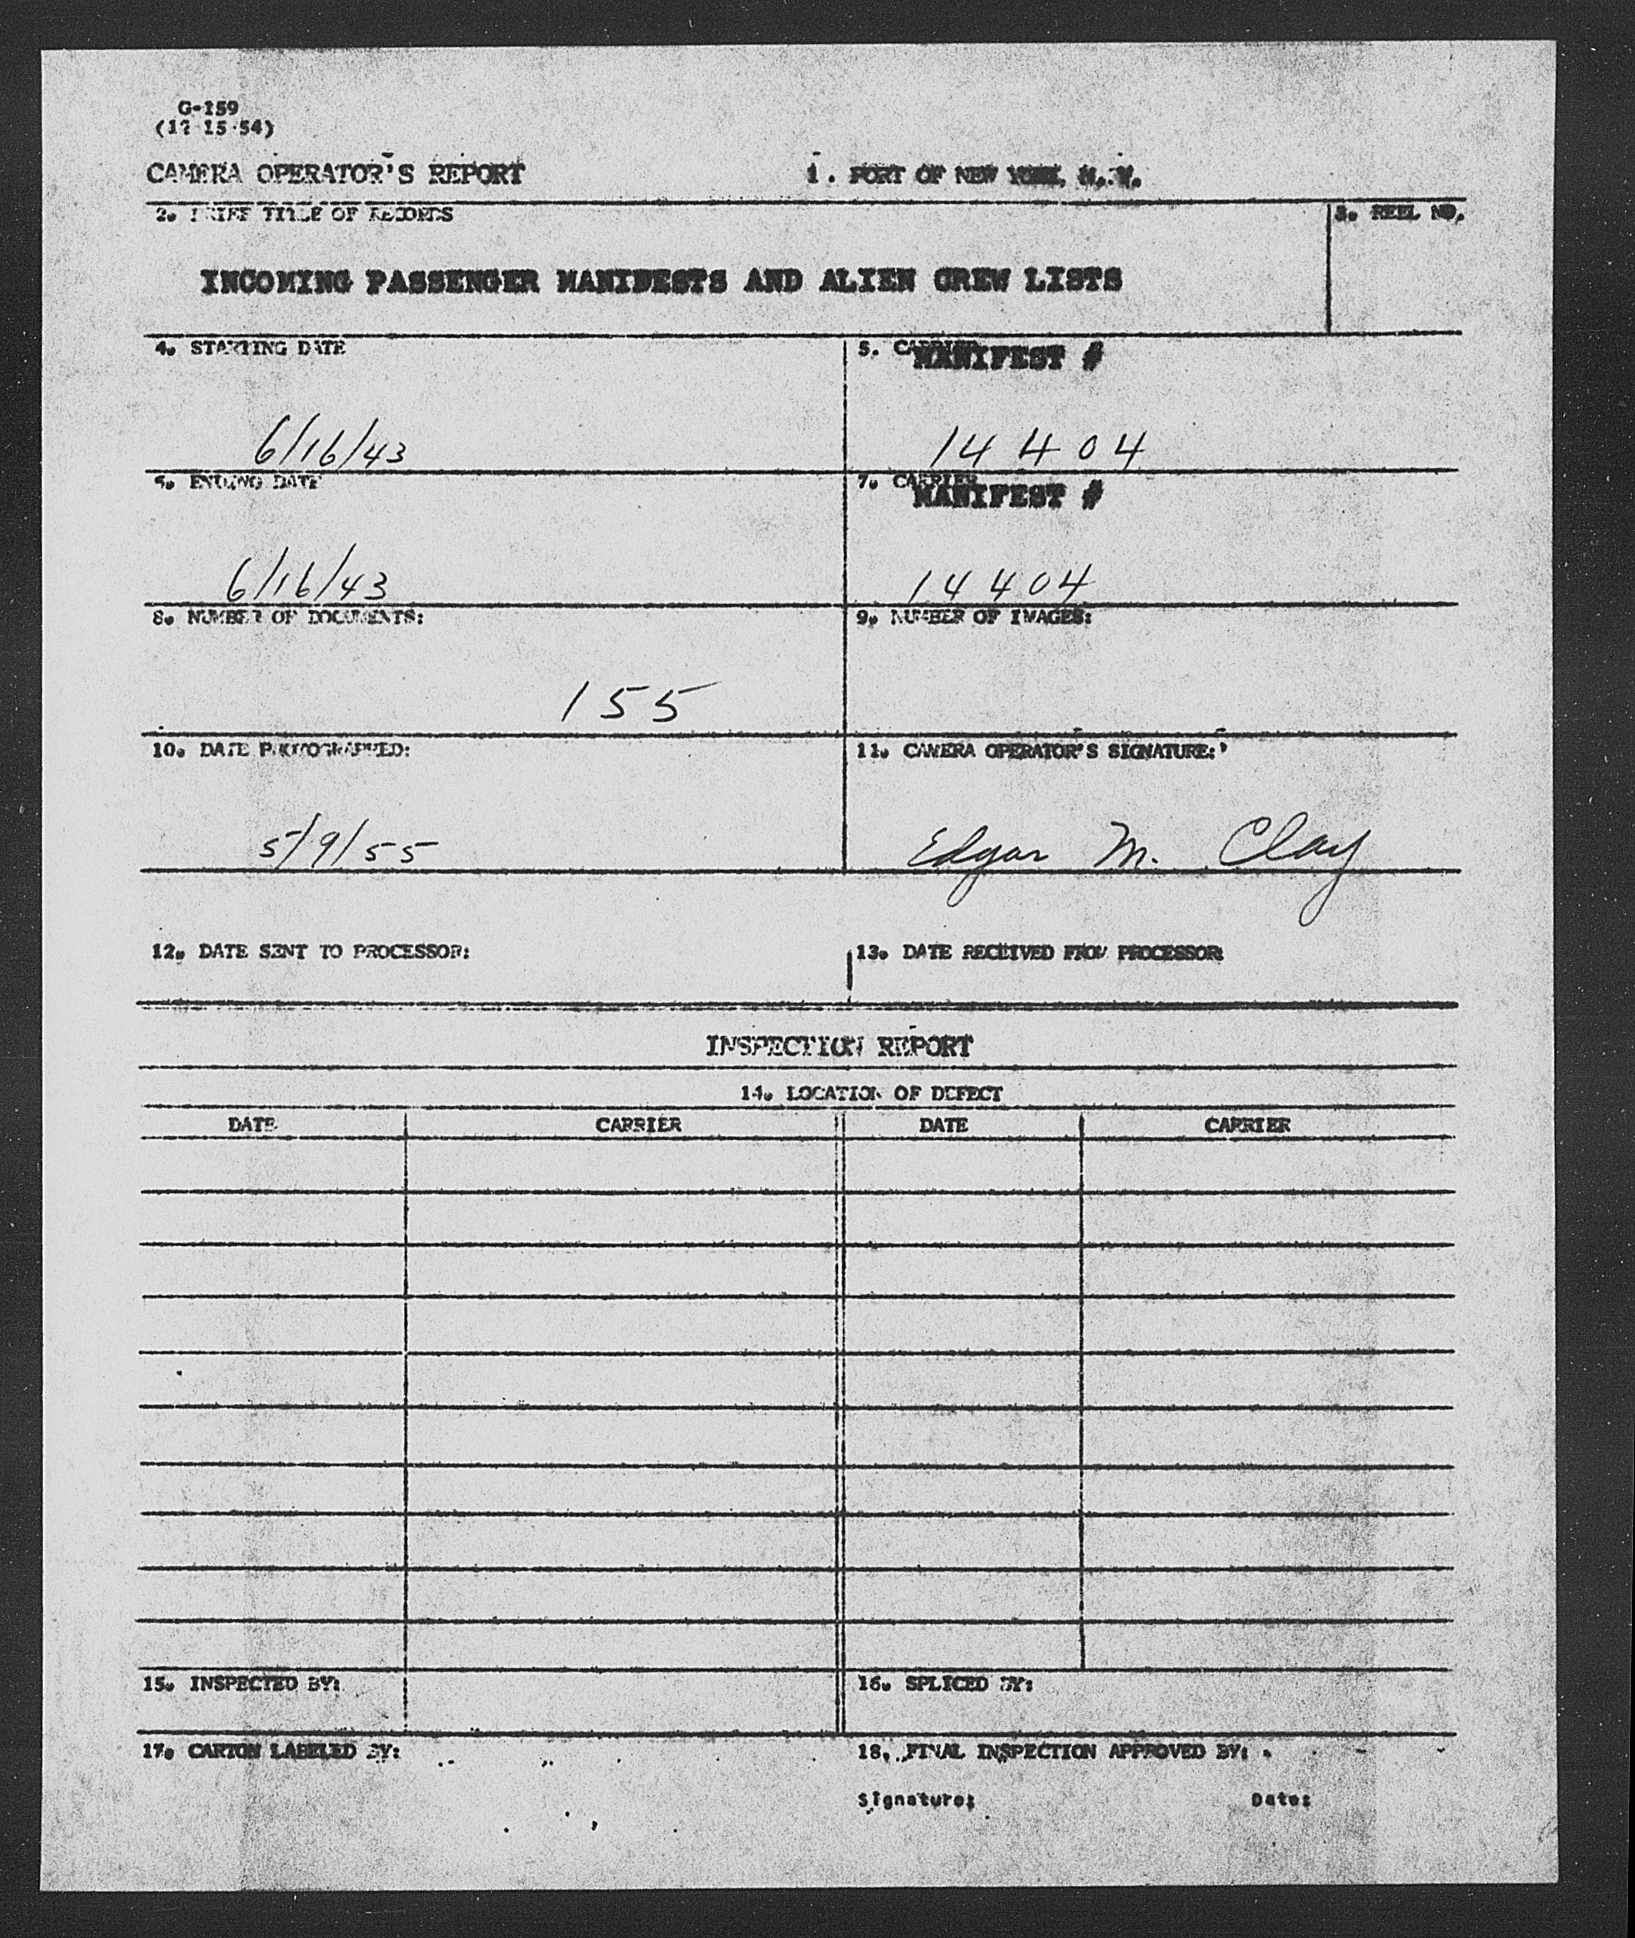 G-159
(12-15-54)
CAMERA OPERATOR'S REPORT 1. PORT OF NEW YORK, N. Y.
2. BRIEF TITLE OF RECORDS 3. REEL NO.
INCOMING PASSENGER MANIFESTS AND ALIEN CREW LISTS
4. STARTING DATE 5. CARRIER MANIFEST #
6/16/43 14404
6. ENDING DATE 7. CARRIER MANIFEST #
6/16/43 14404
8. NUMBER OF DOCUMENTS: 9. NUMBER OF IMAGES:
155
10. DATE PHOTOGRAPHED: 11. CAMERA OPERATOR'S SIGNATURE:
5/9/55 Edgar M. Clay
12. DATE SENT TO PROCESSOR: 13. DATE RECEIVED FROM PROCESSOR:
INSPECTION REPORT
14. LOCATION OF DEFECT
DATE CARRIER DATE CARRIER
15. INSPECTED BY: 16. SPLICED BY:
17. CARTON LABELED BY: 18. FINAL INSPECTION APPROVED BY:
Signature: Date: